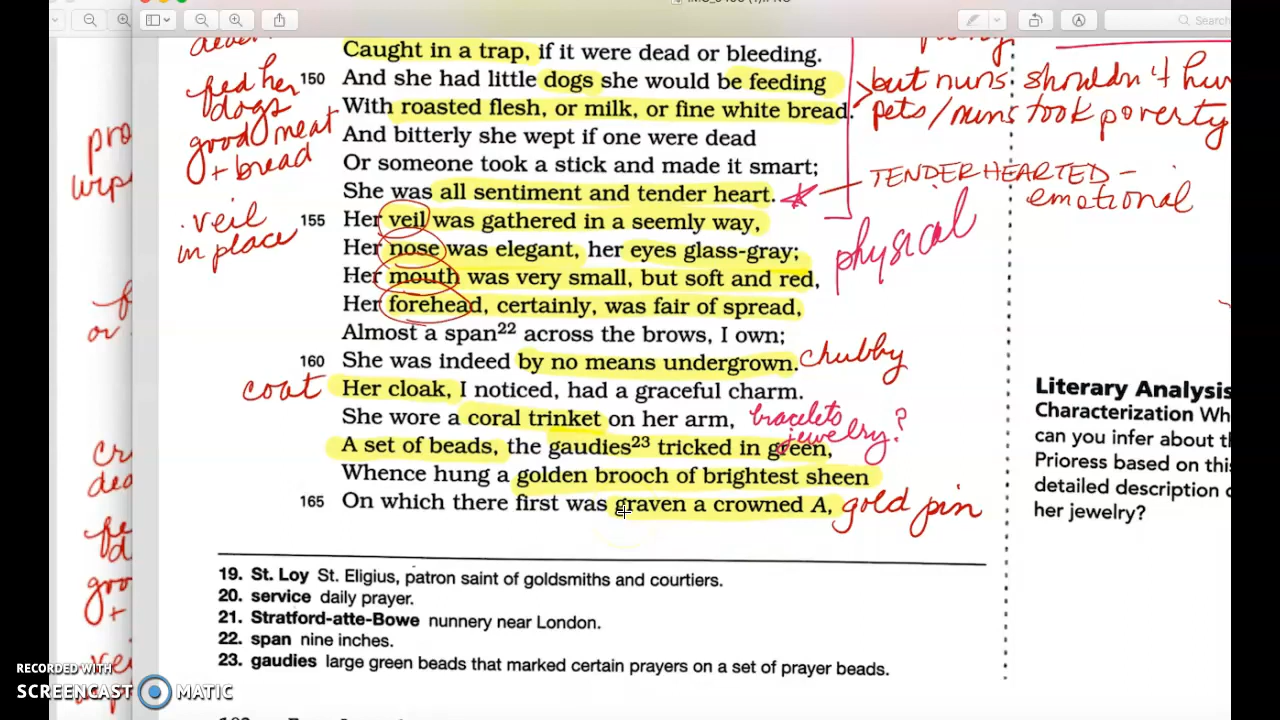 Search
Caught in a trap, if it were dead or bleeding.
150 And she had little dogs she would be feeding
With roasted flesh, or milk, or fine white bread.
And bitterly she wept if one were dead
Or someone took a stick and made it smart;
She was all sentiment and tender heart.
155 Her veil was gathered in a seemly way,
Her nose was elegant, her eyes glass-gray;
Her mouth was very small, but soft and red,
Her forehead, certainly, was fair of spread,
Almost a span22 across the brows, I own;
160 She was indeed by no means undergrown.
Her cloak, I noticed, had a graceful charm.
She wore a coral trinket on her arm,
A set of beads, the gaudies23 tricked in green,
Whence hung a golden brooch of brightest sheen
165 On which there first was graven a crowned A,
fed her
dogs
good meat
+ bread
veil
in place
coat
but nuns shouldn't hav
pets/nuns took poverty
TENDERHEARTED -
emotional
physical
chubby
bracelets
jewelry?
gold pin
Literary Analysis
Characterization Wh
can you infer about th
Prioress based on this
detailed description o
her jewelry?
19. St. Loy St. Eligius, patron saint of goldsmiths and courtiers.
20. service daily prayer.
21. Stratford-atte-Bowe nunnery near London.
22. span nine inches.
23. gaudies large green beads that marked certain prayers on a set of prayer beads.
RECORDED WITH
SCREENCAST MATIC